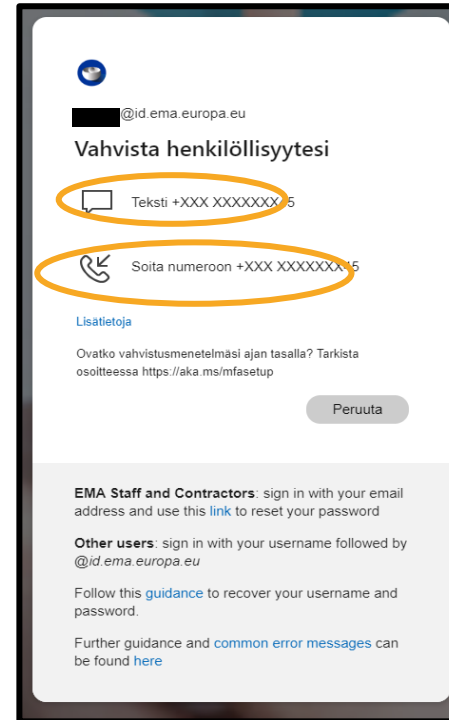 @id.ema.europa.eu
Vahvista henkilöllisyytesi
Teksti +XXX XXXXXXX
Soita numeroon +XXX XXXXXXX45
Lisätietoja
Ovatko vahvistusmenetelmäsi ajan tasalla? Tarkista
osoitteessa https://aka.ms/mfasetup
Peruuta
EMA Staff and Contractors: sign in with your email
address and use this link to reset your password
Other users: sign in with your username followed by
@id.ema.europa.eu
Follow this guidance to recover your username and
password.
Further guidance and common error messages can
be found here